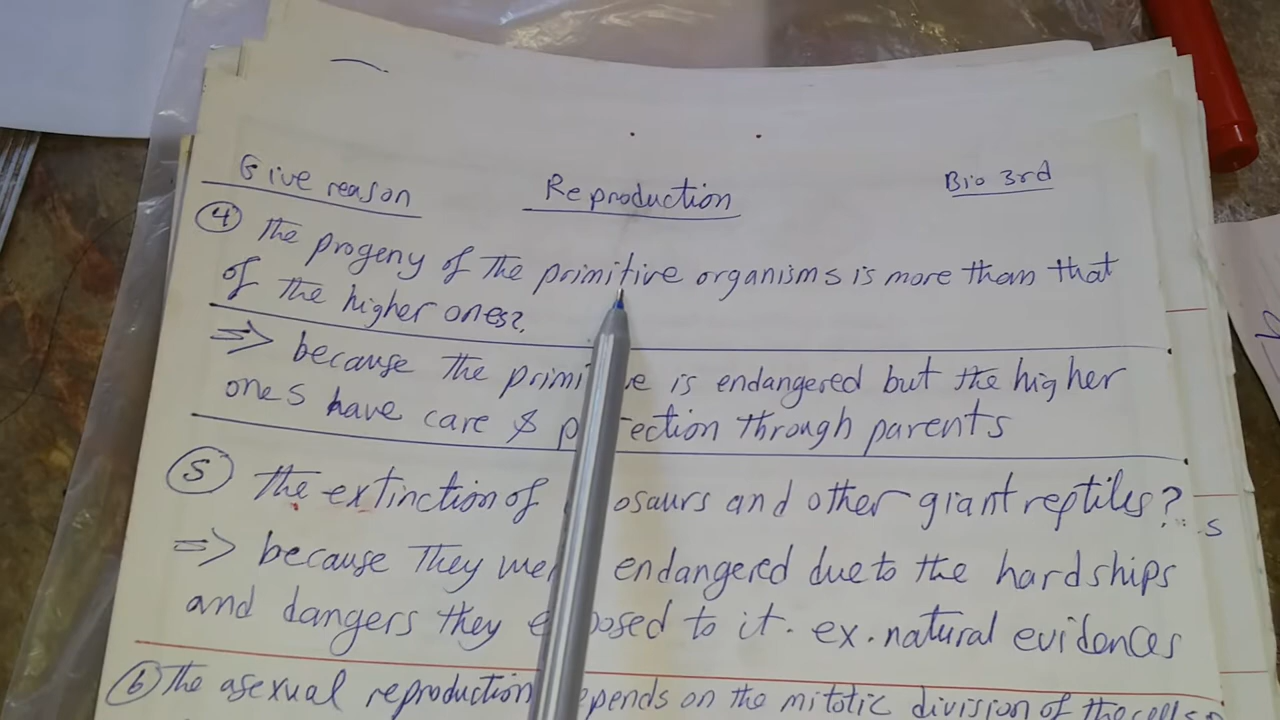 Give reason
Reproduction
Bio 3rd
④ The progeny of the primitive organisms is more than that
of the higher ones?
=> because the primi e is endangered but the higher
ones have care & p ection through parents
⑤ The extinction of osaurs and other giant reptiles?
S
=> because They we endangered due to the hardships
and dangers they e posed to it. ex. natural evidences
⑥ The asexual reproduction epends on the mitotic division of the cells